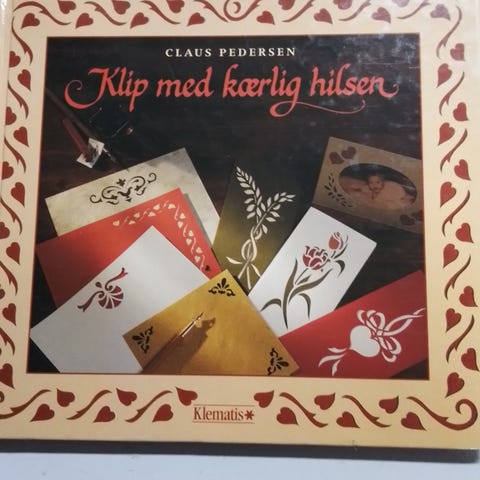 CLAUS PEDERSEN
Klip med kærlig hilsen
Klematis*